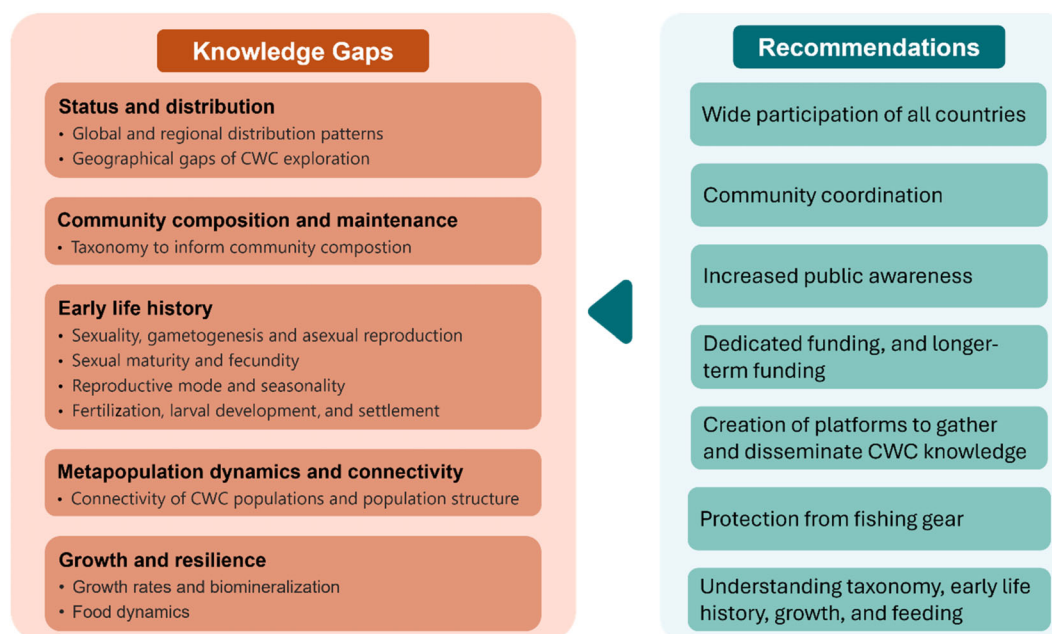 Knowledge Gaps
Status and distribution
• Global and regional distribution patterns
• Geographical gaps of CWC exploration
Community composition and maintenance
• Taxonomy to inform community compostion
Early life history
• Sexuality, gametogenesis and asexual reproduction
• Sexual maturity and fecundity
• Reproductive mode and seasonality
• Fertilization, larval development, and settlement
Metapopulation dynamics and connectivity
• Connectivity of CWC populations and population structure
Growth and resilience
• Growth rates and biomineralization
• Food dynamics
Recommendations
Wide participation of all countries
Community coordination
Increased public awareness
Dedicated funding, and longer-
term funding
Creation of platforms to gather
and disseminate CWC knowledge
Protection from fishing gear
Understanding taxonomy, early life
history, growth, and feeding